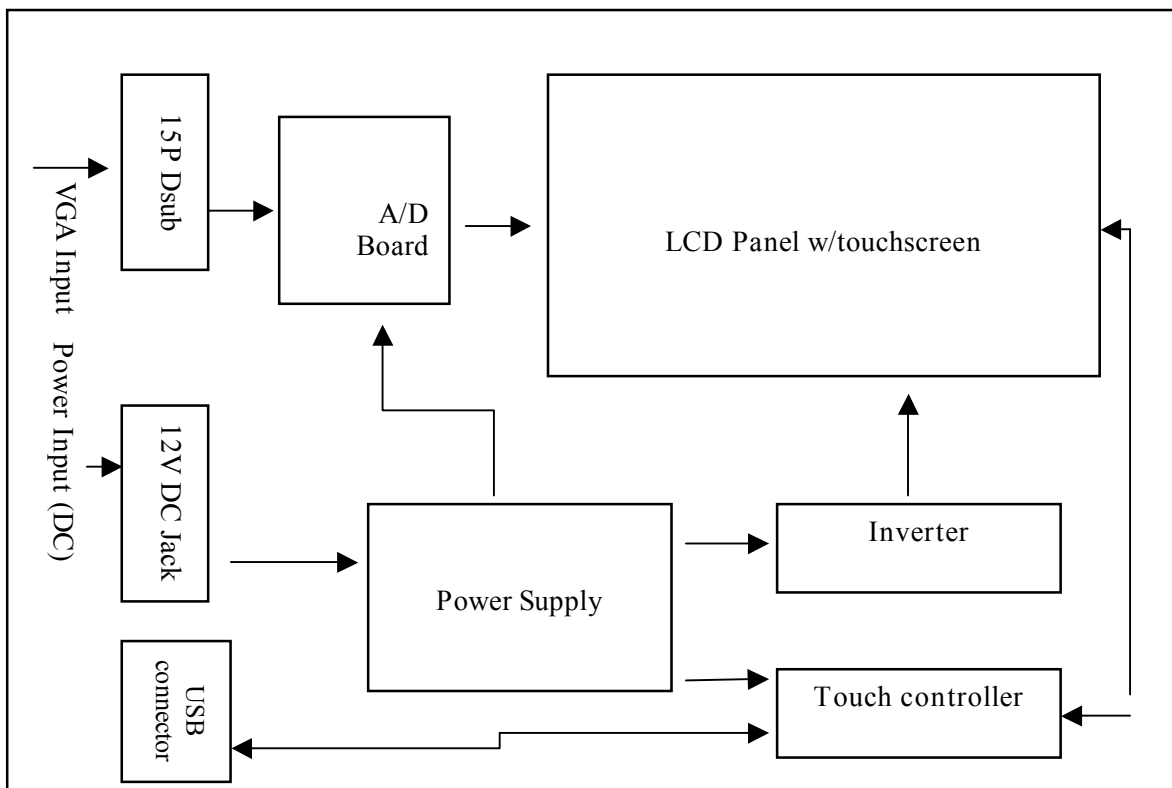 15P Dsub
VGA Input
A/D
Board
LCD Panel w/touchscreen
Power Input (DC)
12V DC Jack
Power Supply
Inverter
USB
connector
Touch controller